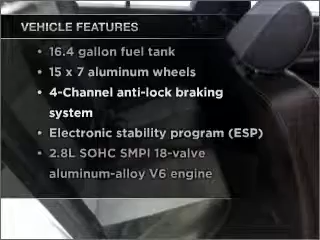 VEHICLE FEATURES
• 16.4 gallon fuel tank
• 15 x 7 aluminum wheels
• 4-Channel anti-lock braking
system
• Electronic stability program (ESP)
• 2.8L SOHC SMPI 18-valve
aluminum-alloy V6 engine